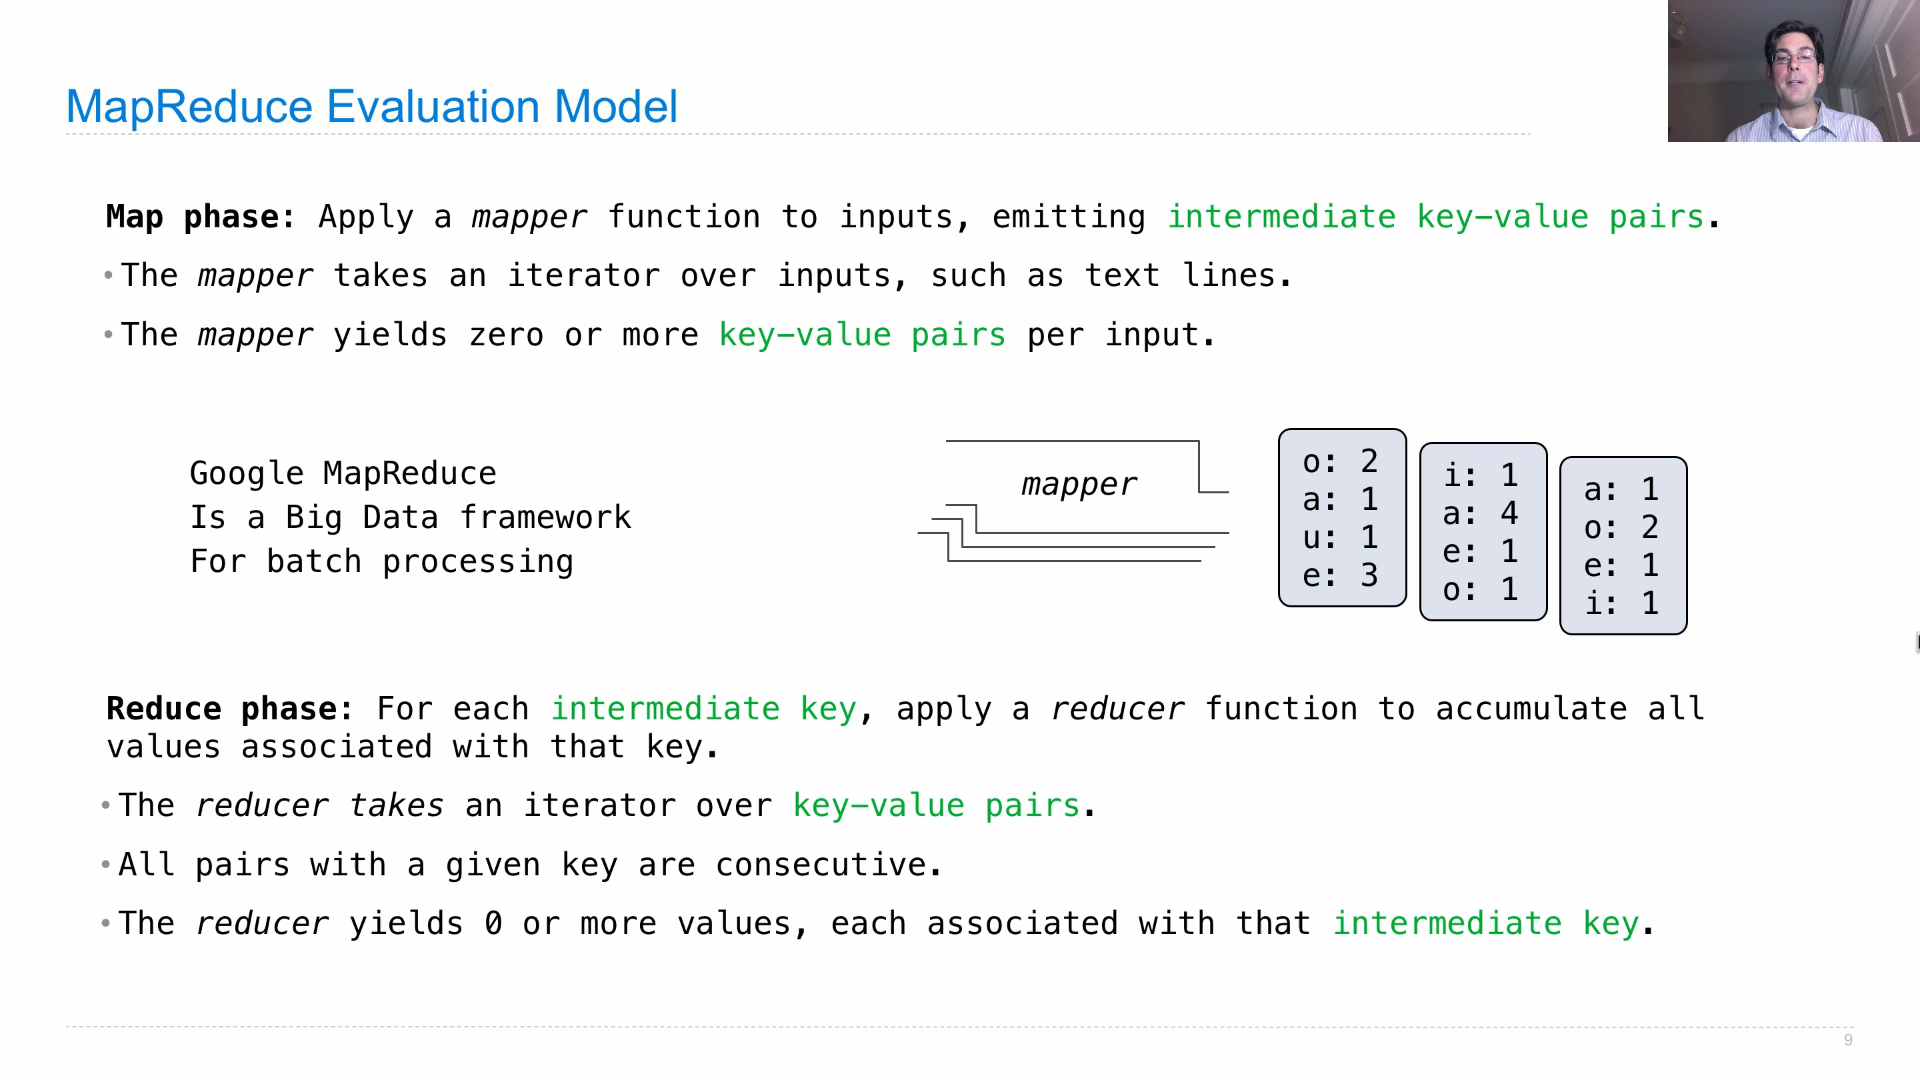 MapReduce Evaluation Model
Map phase: Apply a mapper function to inputs, emitting intermediate key-value pairs.
•The mapper takes an iterator over inputs, such as text lines.
•The mapper yields zero or more key-value pairs per input.
Google MapReduce
Is a Big Data framework
For batch processing
mapper
o: 2
a: 1
u: 1
e: 3
i: 1
a: 4
e: 1
o: 1
a: 1
o: 2
e: 1
i: 1
Reduce phase: For each intermediate key, apply a reducer function to accumulate all
values associated with that key.
•The reducer takes an iterator over key-value pairs.
•All pairs with a given key are consecutive.
•The reducer yields 0 or more values, each associated with that intermediate key.
9